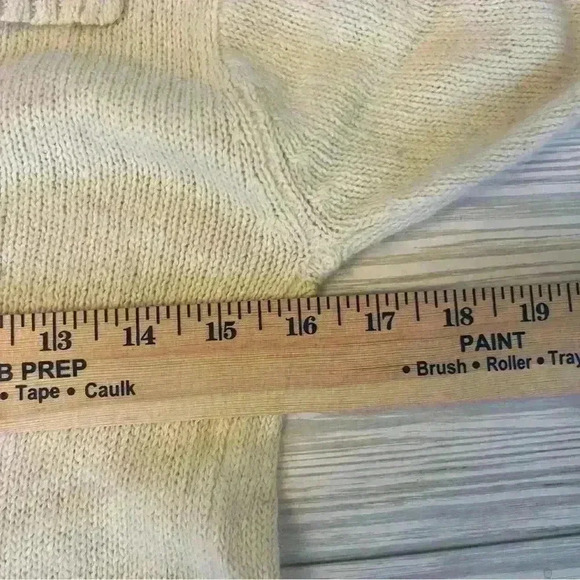 13 14 15 16 17 18 19
B PREP
• Tape • Caulk
PAINT
• Brush • Roller • Tray